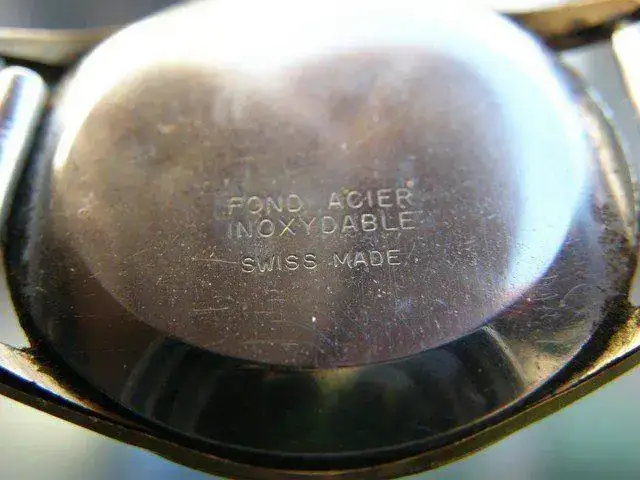 FOND ACIER
INOXYDABLE
SWISS MADE